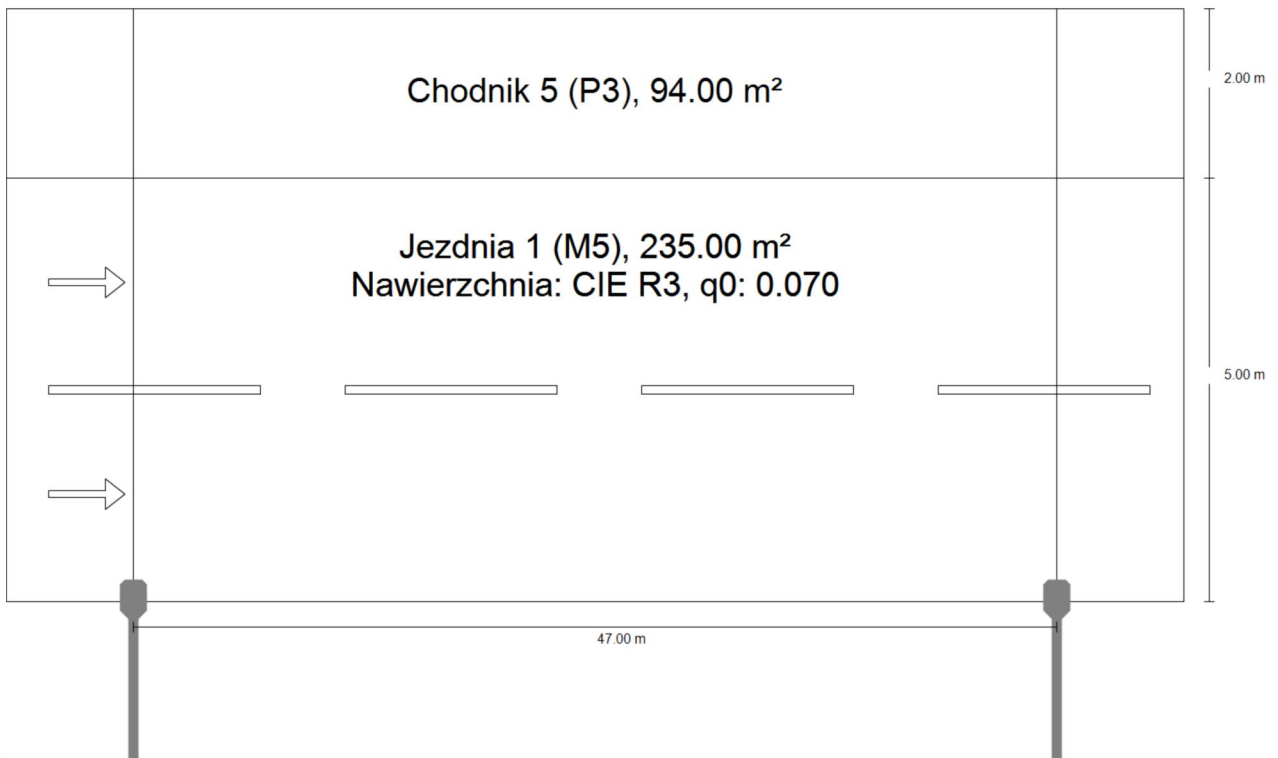 Chodnik 5 (P3), 94.00 m²
2.00 m
Jezdnia 1 (M5), 235.00 m²
Nawierzchnia: CIE R3, q0: 0.070
5.00 m
47.00 m